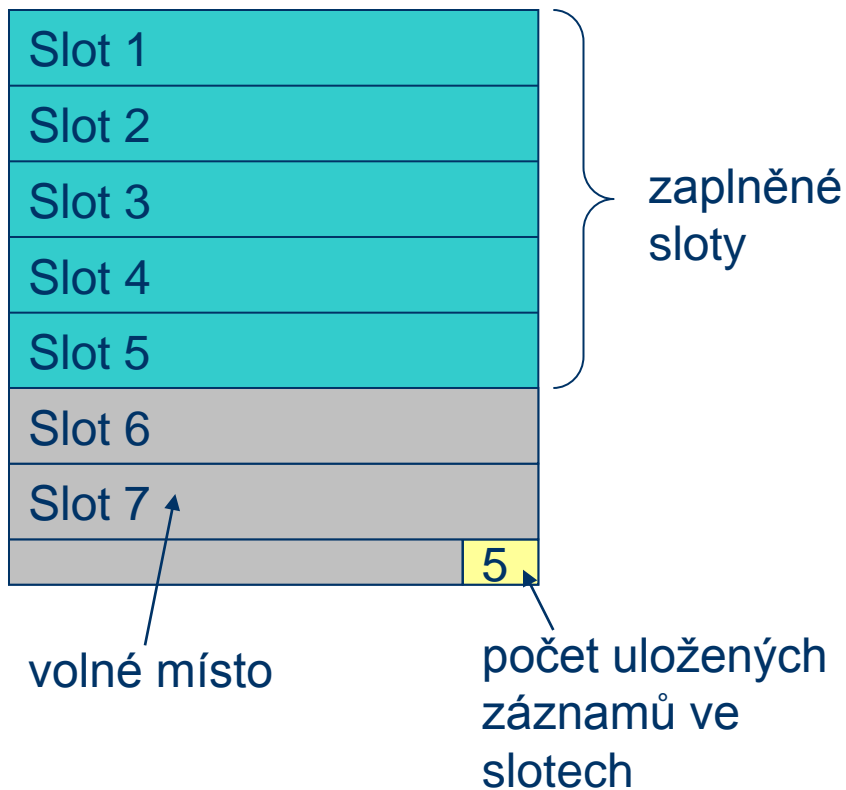 Slot 1
Slot 2
Slot 3
Slot 4
Slot 5
zaplněné
sloty
Slot 6
Slot 7
5
volné místo
počet uložených
záznamů ve
slotech